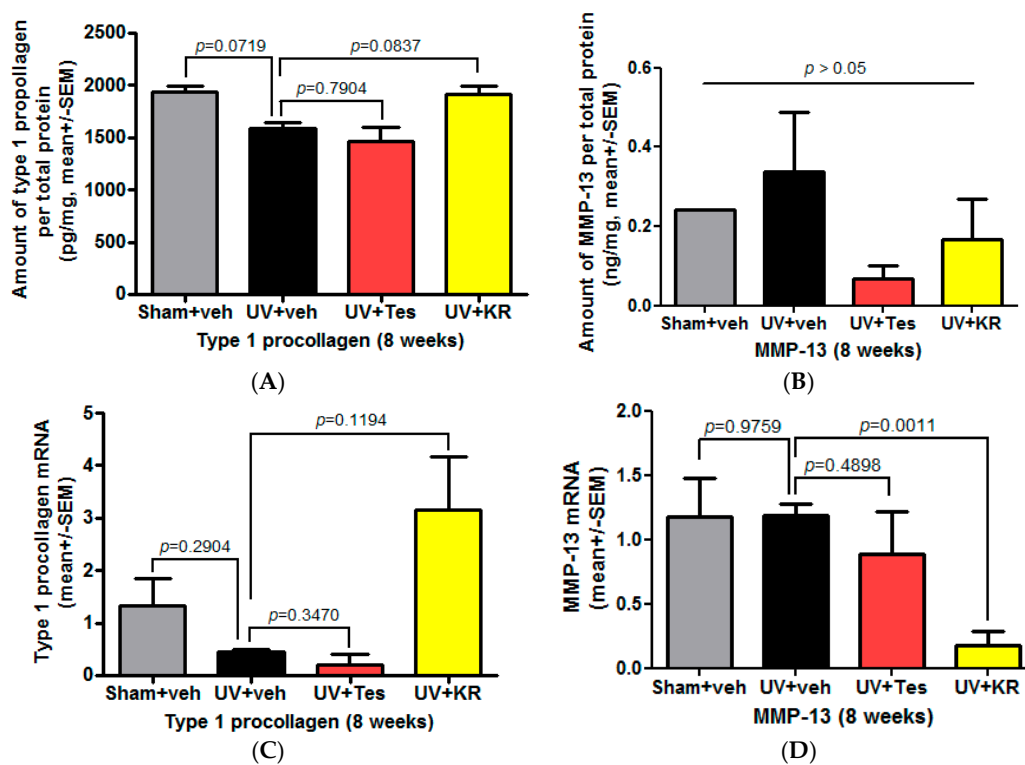 Amount of type 1 propollagen
per total protein
(pg/mg, mean+/-SEM)
2500
2000
1500
1000
500
0
p=0.0719
p=0.0837
p=0.7904
Sham+veh UV+veh UV+Tes UV+KR
Type 1 procollagen (8 weeks)
(A)
Amount of MMP-13 per total protein
(ng/mg, mean+/-SEM)
0.6
0.4
0.2
0.0
p > 0.05
Sham+veh UV+veh UV+Tes UV+KR
MMP-13 (8 weeks)
(B)
Type 1 procollagen mRNA
(mean+/-SEM)
5
4
3
2
1
0
p=0.1194
p=0.2904
p=0.3470
Sham+veh UV+veh UV+Tes UV+KR
Type 1 procollagen (8 weeks)
(C)
MMP-13 mRNA
(mean+/-SEM)
2.0
1.5
1.0
0.5
0.0
p=0.9759
p=0.0011
p=0.4898
Sham+veh UV+veh UV+Tes UV+KR
MMP-13 (8 weeks)
(D)